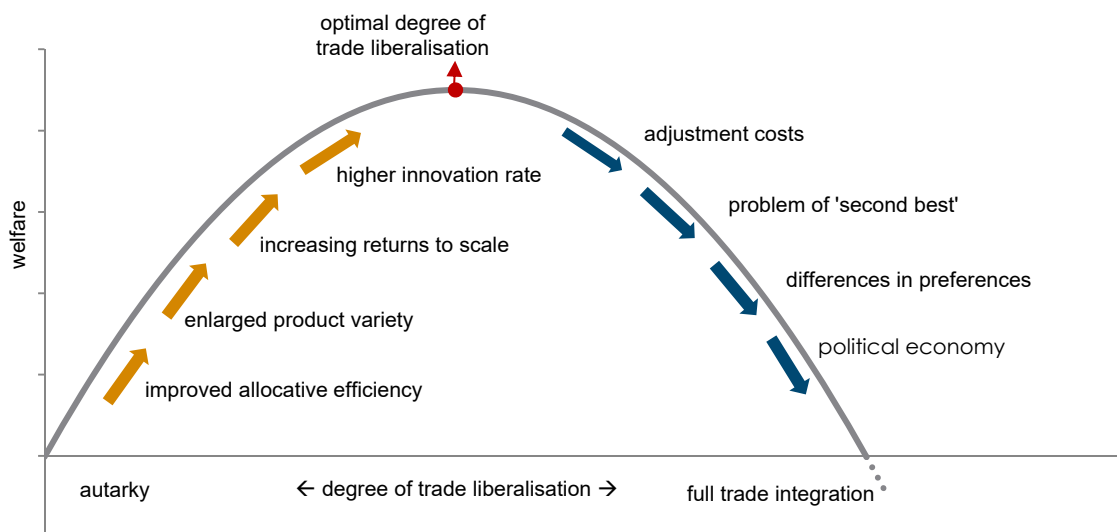 optimal degree of
trade liberalisation
adjustment costs
higher innovation rate
problem of 'second best'
increasing returns to scale
welfare
differences in preferences
enlarged product variety
political economy
improved allocative efficiency
autarky
← degree of trade liberalisation →
full trade integration